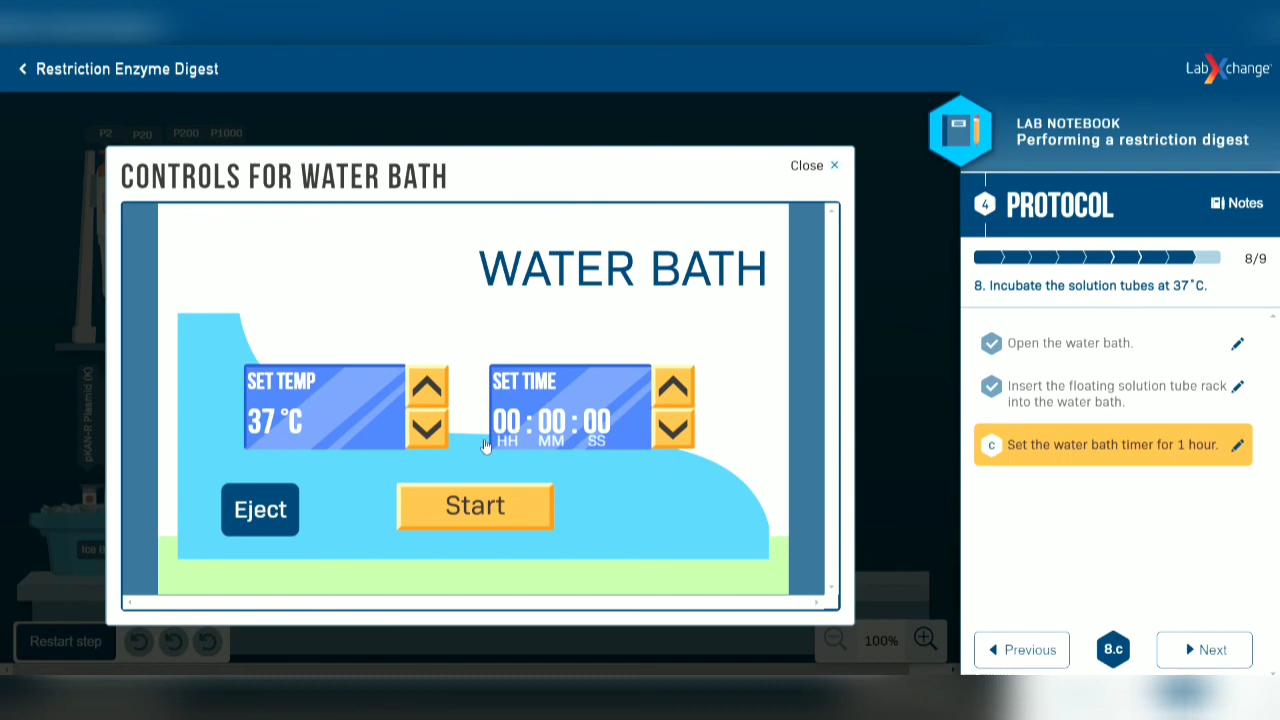 Restriction Enzyme Digest
LabXchange
P2 P20 P200 P1000
LAB NOTEBOOK
Performing a restriction digest
CONTROLS FOR WATER BATH
Close ×
4 PROTOCOL
Notes
8/9
8. Incubate the solution tubes at 37°C.
WATER BATH
Open the water bath.
Insert the floating solution tube rack
into the water bath.
C Set the water bath timer for 1 hour.
SET TEMP
37 °C
SET TIME
00 : 00 : 00
HH MM SS
Eject
Start
pKAN-R Plasmid (K)
Ice B
Restart step
100%
Previous
8.c
Next